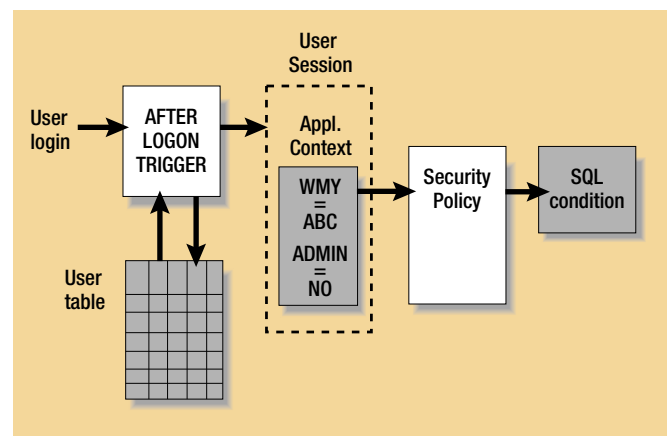 User
Session
User
login
AFTER
LOGON
TRIGGER
Appl.
Context
WMY
=
ABC
ADMIN
=
NO
Security
Policy
SQL
condition
User
table